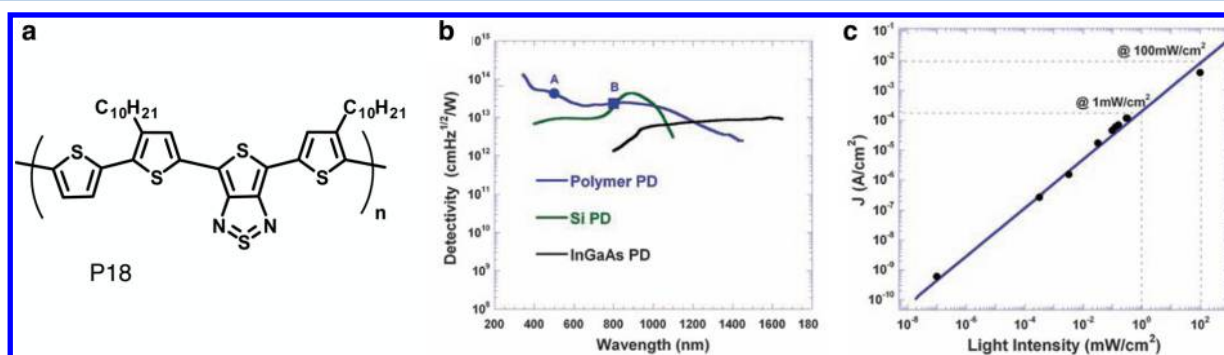 a
C10H21
C10H21
S
S
S
S
N
N
S
n
P18
b
Detectivity (cmHz^1/2/W)
10^15
10^14
10^13
10^12
10^11
10^10
10^9
10^8
A
B
Polymer PD
Si PD
InGaAs PD
200 400 600 800 1000 1200 1400 1600 180
Wavength (nm)
c
J (A/cm^2)
10^-1
10^-2
10^-3
10^-4
10^-5
10^-6
10^-7
10^-8
10^-9
10^-10
@ 100mW/cm^2
@ 1mW/cm^2
10^-8 10^-6 10^-4 10^-2 10^0 10^2
Light Intensity (mW/cm^2)